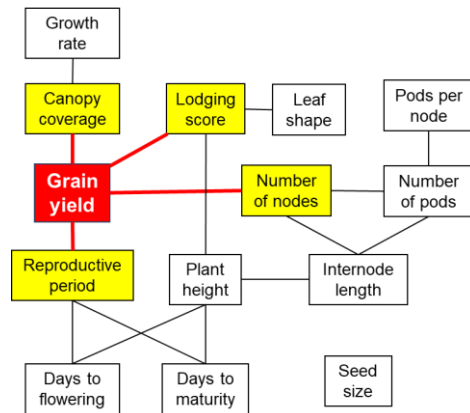 Growth
rate
Canopy
coverage
Lodging
score
Leaf
shape
Pods per
node
Grain
yield
Number
of nodes
Number
of pods
Reproductive
period
Plant
height
Internode
length
Days to
flowering
Days to
maturity
Seed
size